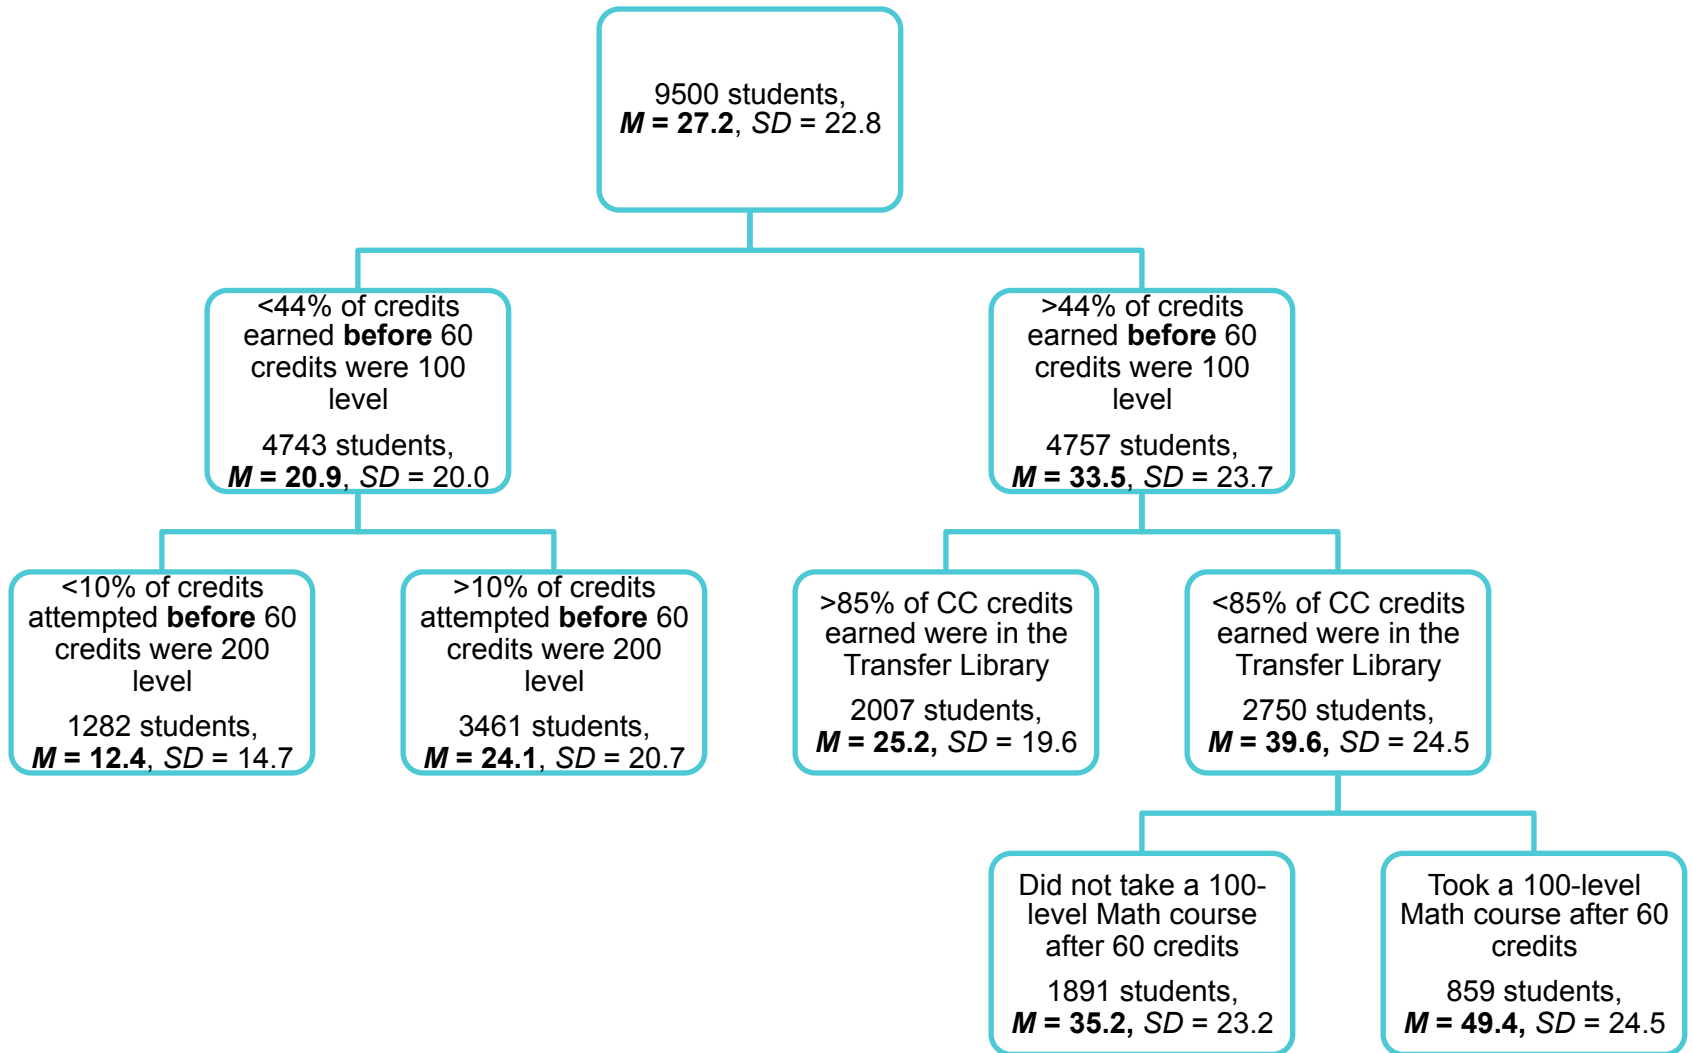 9500 students,
M = 27.2, SD = 22.8
<44% of credits
earned before 60
credits were 100
level
4743 students,
M = 20.9, SD = 20.0
>44% of credits
earned before 60
credits were 100
level
4757 students,
M = 33.5, SD = 23.7
<10% of credits
attempted before 60
credits were 200
level
1282 students,
M = 12.4, SD = 14.7
>10% of credits
attempted before 60
credits were 200
level
3461 students,
M = 24.1, SD = 20.7
>85% of CC credits
earned were in the
Transfer Library
2007 students,
M = 25.2, SD = 19.6
<85% of CC credits
earned were in the
Transfer Library
2750 students,
M = 39.6, SD = 24.5
Did not take a 100-
level Math course
after 60 credits
1891 students,
M = 35.2, SD = 23.2
Took a 100-level
Math course after 60
credits
859 students,
M = 49.4, SD = 24.5